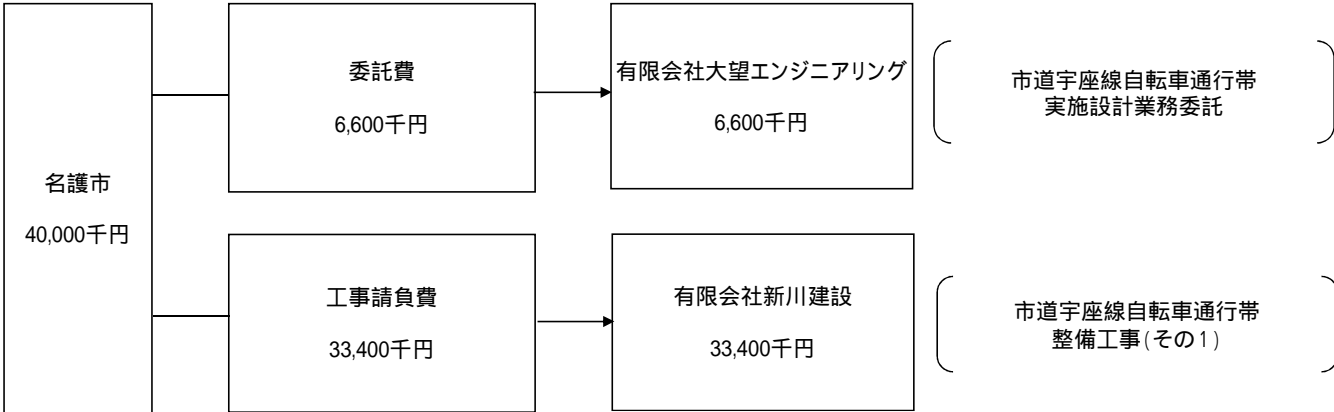 名護市
40,000千円
委託費
6,600千円
有限会社大望エンジニアリング
6,600千円
市道宇座線自転車通行帯
実施設計業務委託
工事請負費
33,400千円
有限会社新川建設
33,400千円
市道宇座線自転車通行帯
整備工事(その1)